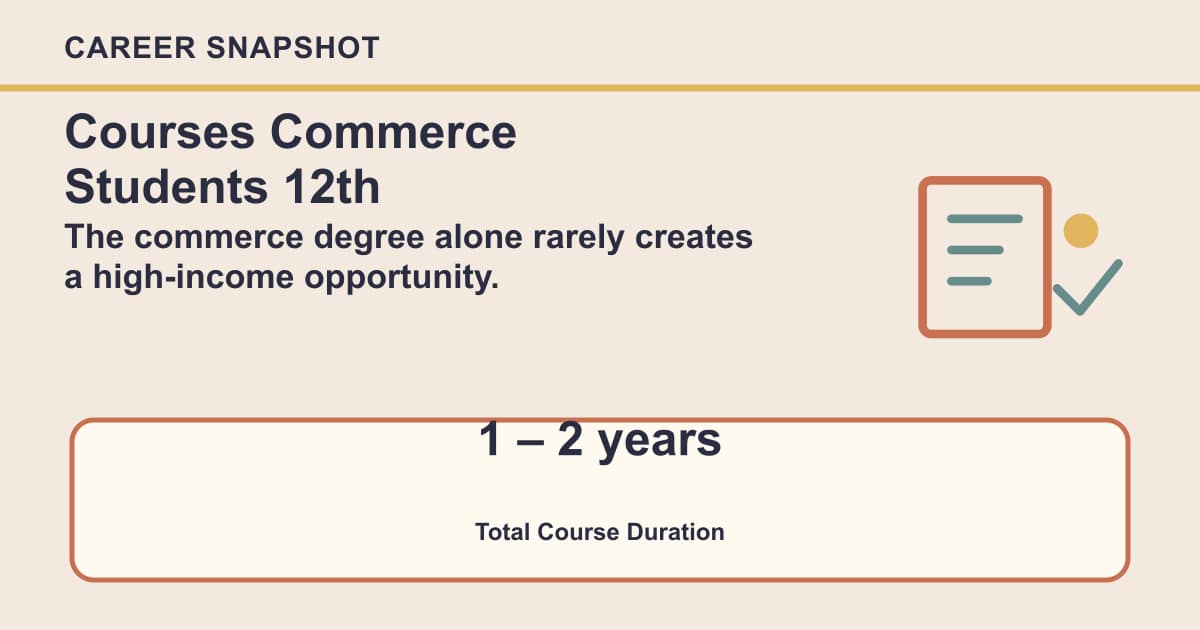 CAREER SNAPSHOT
Courses Commerce
Students 12th
The commerce degree alone rarely creates
a high-income opportunity.
1 – 2 years
Total Course Duration